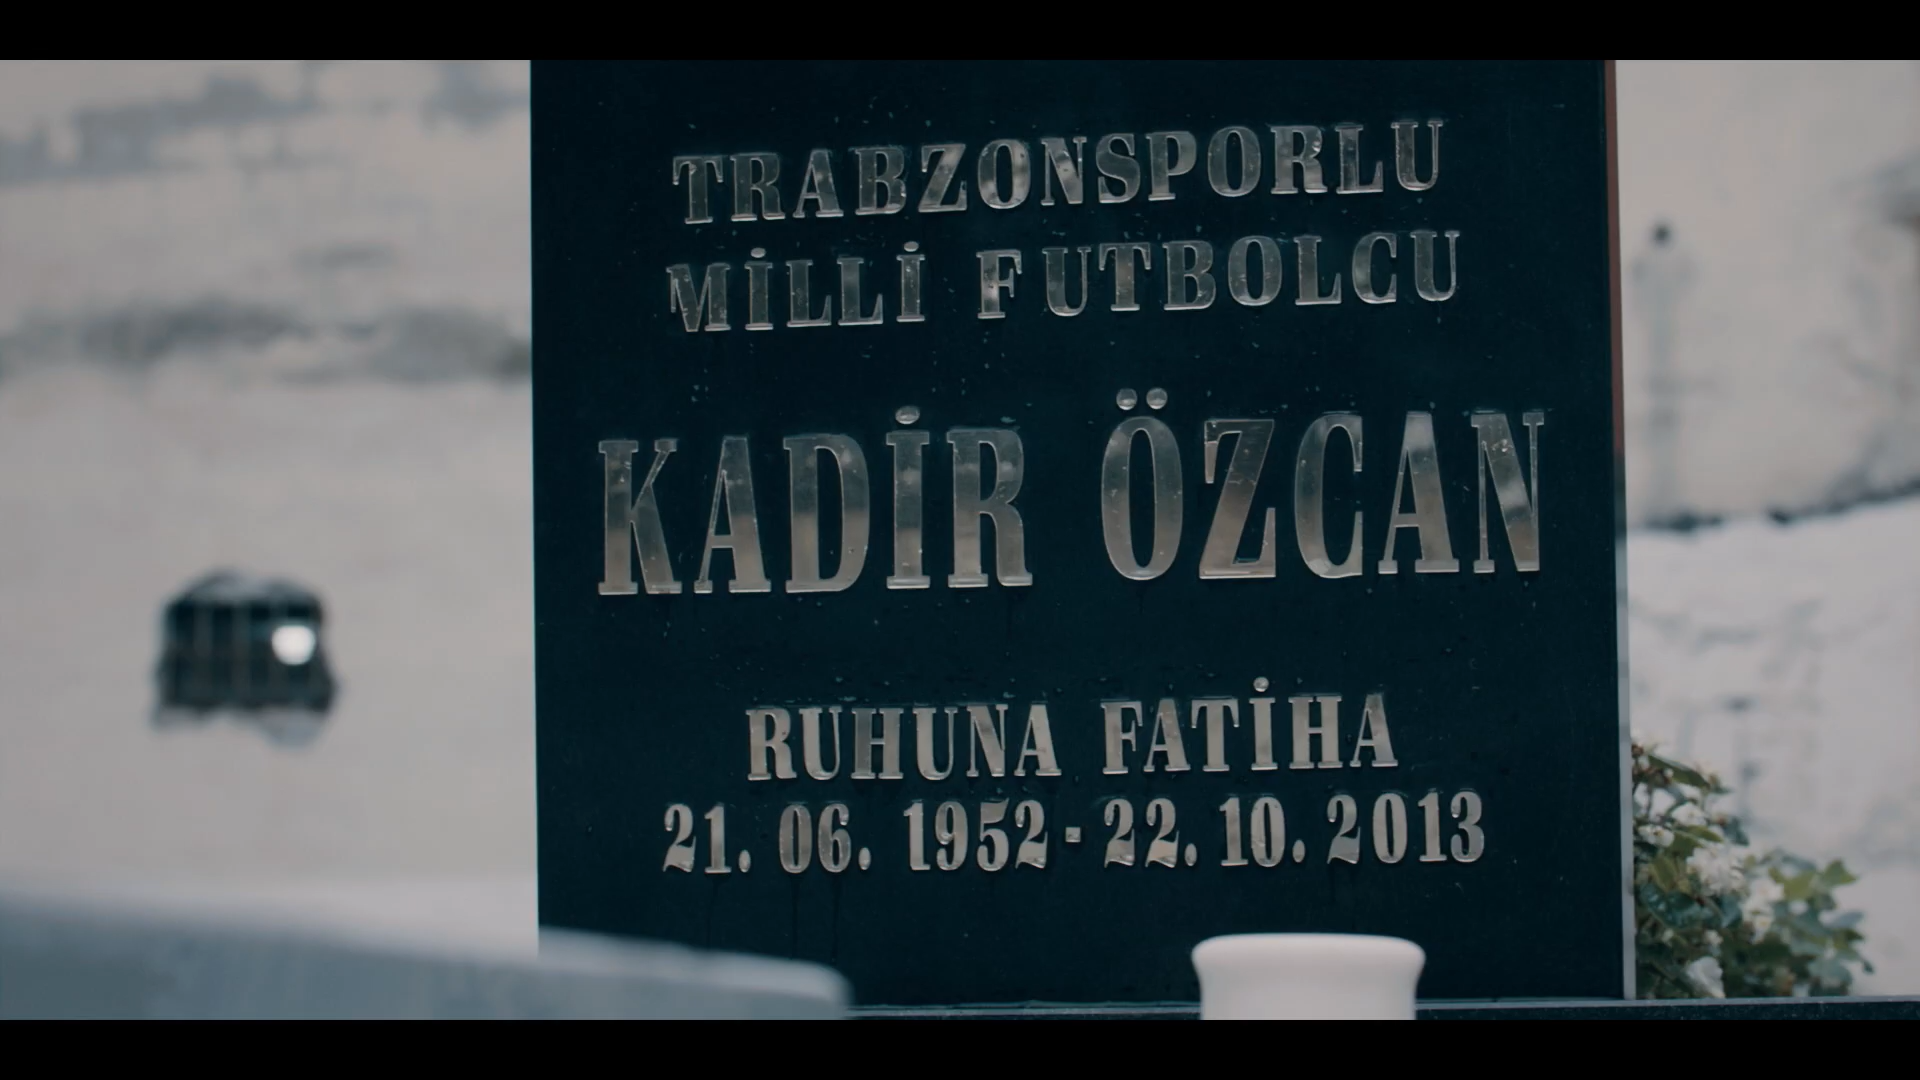 TRABZONSPORLU
MİLLİ FUTBOLCU
KADİR ÖZCAN
RUHUNA FATİHA
21. 06. 1952 - 22. 10. 2013